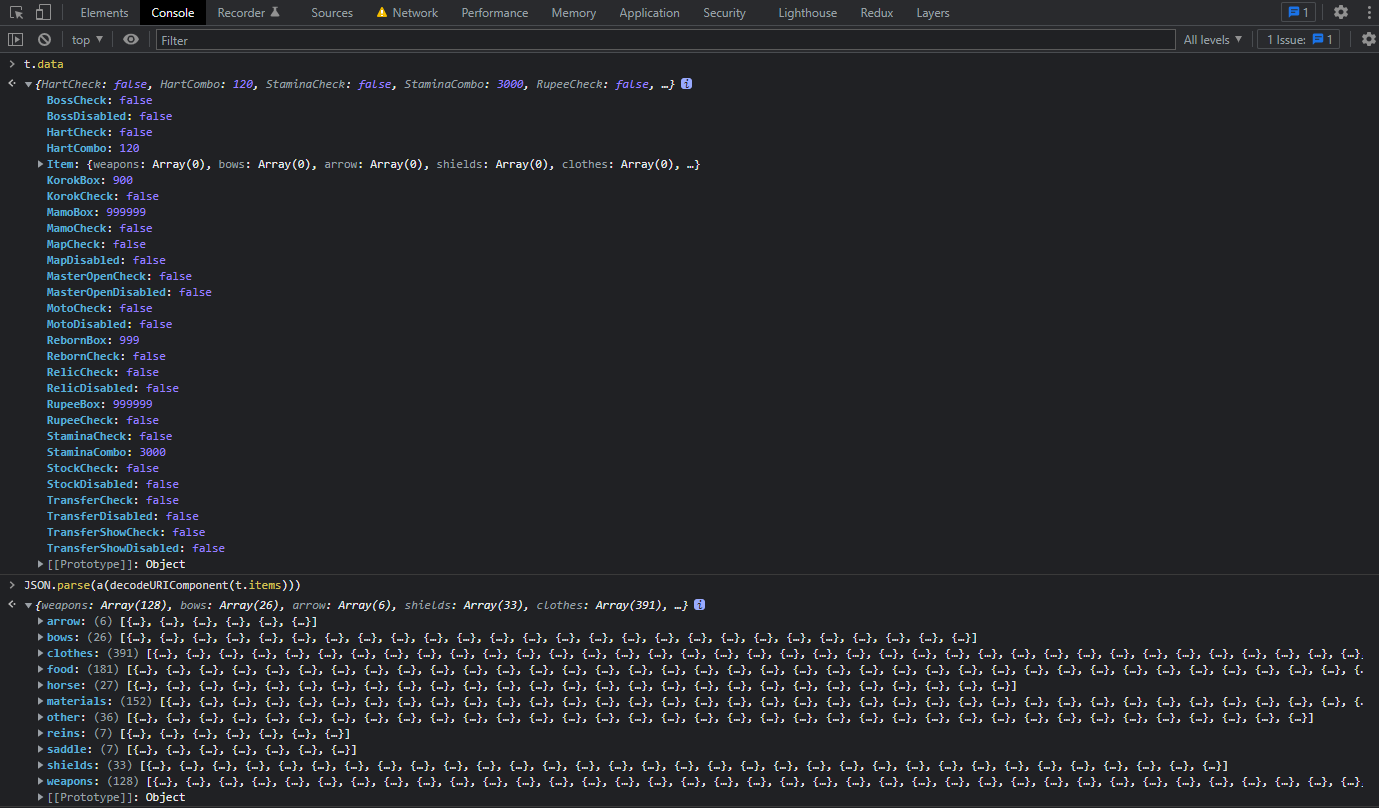 Elements Console Recorder Sources Network Performance Memory Application Security Lighthouse Redux Layers 1
top Filter All levels 1 Issue: 1
t.data
{HartCheck: false, HartCombo: 120, StaminaCheck: false, StaminaCombo: 3000, RupeeCheck: false, …} i
BossCheck: false
BossDisabled: false
HartCheck: false
HartCombo: 120
Item: {weapons: Array(0), bows: Array(0), arrow: Array(0), shields: Array(0), clothes: Array(0), …}
KorokBox: 900
KorokCheck: false
MamoBox: 999999
MamoCheck: false
MapCheck: false
MapDisabled: false
MasterOpenCheck: false
MasterOpenDisabled: false
MotoCheck: false
MotoDisabled: false
RebornBox: 999
RebornCheck: false
RelicCheck: false
RelicDisabled: false
RupeeBox: 999999
RupeeCheck: false
StaminaCheck: false
StaminaCombo: 3000
StockCheck: false
StockDisabled: false
TransferCheck: false
TransferDisabled: false
TransferShowCheck: false
TransferShowDisabled: false
[[Prototype]]: Object
JSON.parse(a(decodeURIComponent(t.items)))
{weapons: Array(128), bows: Array(26), arrow: Array(6), shields: Array(33), clothes: Array(391), …} i
arrow: (6) [{…}, {…}, {…}, {…}, {…}, {…}]
bows: (26) [{…}, {…}, {…}, {…}, {…}, {…}, {…}, {…}, {…}, {…}, {…}, {…}, {…}, {…}, {…}, {…}, {…}, {…}, {…}, {…}, {…}, {…}, {…}, {…}, {…}, {…}]
clothes: (391) [{…}, {…}, {…}, {…}, {…}, {…}, {…}, {…}, {…}, {…}, {…}, {…}, {…}, {…}, {…}, {…}, {…}, {…}, {…}, {…}, {…}, {…}, {…}, {…}, {…}, {…}, {…}, {…}, {…}, {…}, {…}, {…}, {…}, {…}, {…}, {…}, {…},
food: (181) [{…}, {…}, {…}, {…}, {…}, {…}, {…}, {…}, {…}, {…}, {…}, {…}, {…}, {…}, {…}, {…}, {…}, {…}, {…}, {…}, {…}, {…}, {…}, {…}, {…}, {…}, {…}, {…}, {…}, {…}, {…}, {…}, {…}, {…}, {…}, {…}, {…}, {…},
horse: (27) [{…}, {…}, {…}, {…}, {…}, {…}, {…}, {…}, {…}, {…}, {…}, {…}, {…}, {…}, {…}, {…}, {…}, {…}, {…}, {…}, {…}, {…}, {…}, {…}, {…}, {…}, {…}]
materials: (152) [{…}, {…}, {…}, {…}, {…}, {…}, {…}, {…}, {…}, {…}, {…}, {…}, {…}, {…}, {…}, {…}, {…}, {…}, {…}, {…}, {…}, {…}, {…}, {…}, {…}, {…}, {…}, {…}, {…}, {…}, {…}, {…}, {…}, {…}, {…}, {…},
other: (36) [{…}, {…}, {…}, {…}, {…}, {…}, {…}, {…}, {…}, {…}, {…}, {…}, {…}, {…}, {…}, {…}, {…}, {…}, {…}, {…}, {…}, {…}, {…}, {…}, {…}, {…}, {…}, {…}, {…}, {…}, {…}, {…}, {…}, {…}, {…}, {…}]
reins: (7) [{…}, {…}, {…}, {…}, {…}, {…}, {…}]
saddle: (7) [{…}, {…}, {…}, {…}, {…}, {…}, {…}]
shields: (33) [{…}, {…}, {…}, {…}, {…}, {…}, {…}, {…}, {…}, {…}, {…}, {…}, {…}, {…}, {…}, {…}, {…}, {…}, {…}, {…}, {…}, {…}, {…}, {…}, {…}, {…}, {…}, {…}, {…}, {…}, {…}, {…}, {…}]
weapons: (128) [{…}, {…}, {…}, {…}, {…}, {…}, {…}, {…}, {…}, {…}, {…}, {…}, {…}, {…}, {…}, {…}, {…}, {…}, {…}, {…}, {…}, {…}, {…}, {…}, {…}, {…}, {…}, {…}, {…}, {…}, {…}, {…}, {…}, {…}, {…}, {…}, {…},
[[Prototype]]: Object